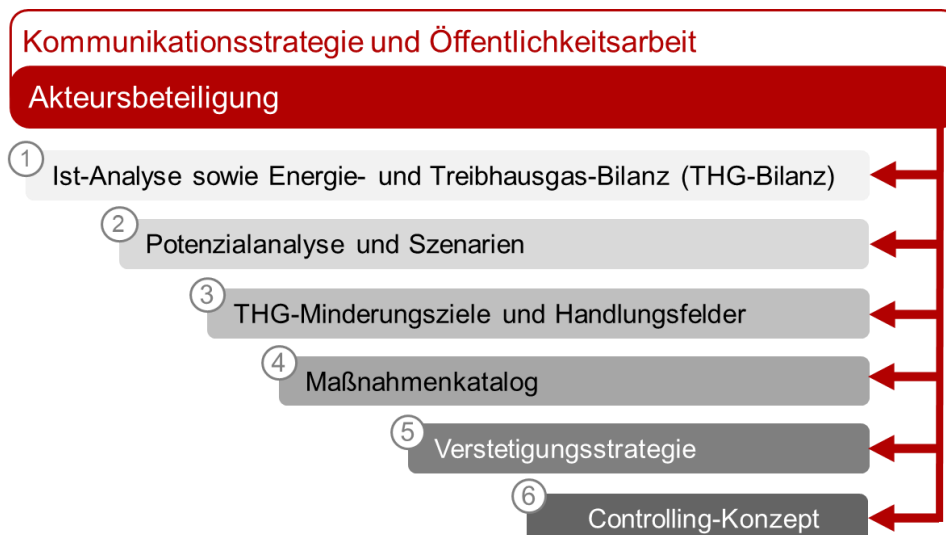 Kommunikationsstrategie und Öffentlichkeitsarbeit
Akteursbeteiligung
1 Ist-Analyse sowie Energie- und Treibhausgas-Bilanz (THG-Bilanz)
2 Potenzialanalyse und Szenarien
3 THG-Minderungsziele und Handlungsfelder
4 Maßnahmenkatalog
5 Verstetigungsstrategie
6 Controlling-Konzept